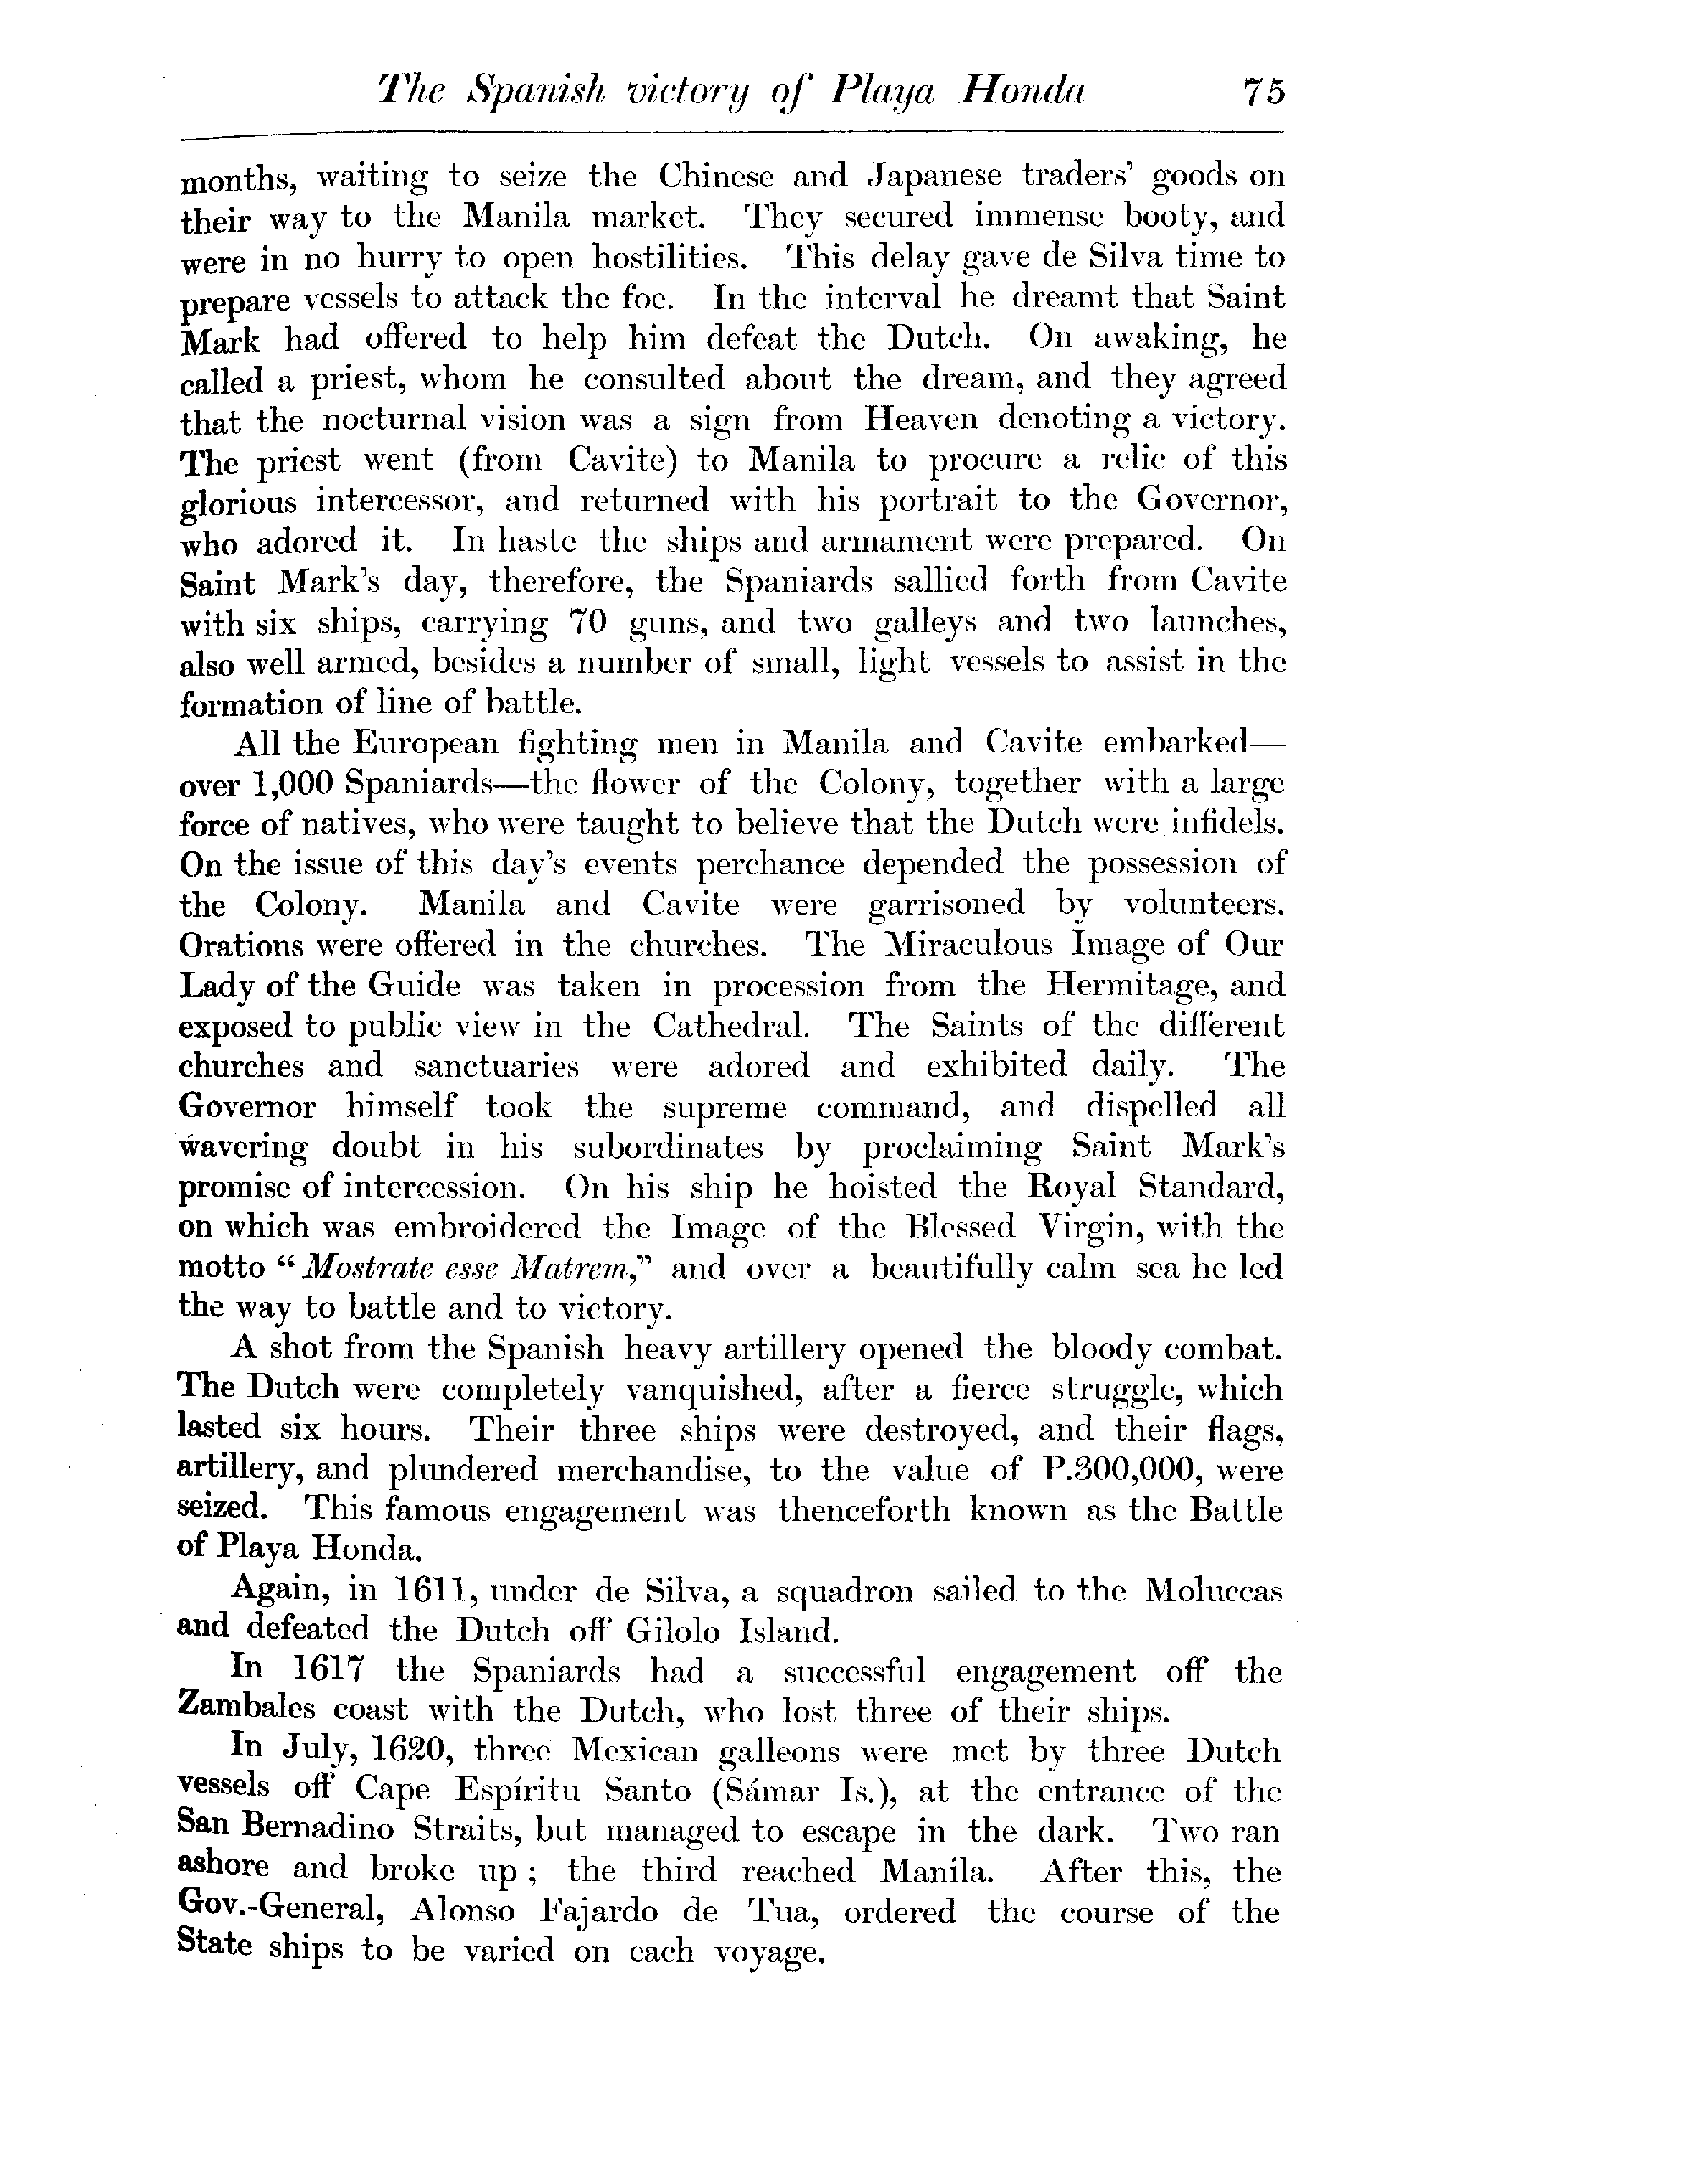 The Spanish victory of Playa Honda 75
months, waiting to seize the Chinese and Japanese traders' goods on
their way to the Manila market. They secured immense booty, and
were in no hurry to open hostilities. This delay gave de Silva time to
prepare vessels to attack the foe. In the interval he dreamt that Saint
Mark had offered to help him defeat the Dutch. On awaking, he
called a priest, whom he consulted about the dream, and they agreed
that the nocturnal vision was a sign from Heaven denoting a victory.
The priest went (from Cavite) to Manila to procure a relic of this
glorious intercessor, and returned with his portrait to the Governor,
who adored it. In haste the ships and armament were prepared. On
Saint Mark's day, therefore, the Spaniards sallied forth from Cavite
with six ships, carrying 70 guns, and two galleys and two launches,
also well armed, besides a number of small, light vessels to assist in the
formation of line of battle.
All the European fighting men in Manila and Cavite embarked—
over 1,000 Spaniards—the flower of the Colony, together with a large
force of natives, who were taught to believe that the Dutch were infidels.
On the issue of this day's events perchance depended the possession of
the Colony. Manila and Cavite were garrisoned by volunteers.
Orations were offered in the churches. The Miraculous Image of Our
Lady of the Guide was taken in procession from the Hermitage, and
exposed to public view in the Cathedral. The Saints of the different
churches and sanctuaries were adored and exhibited daily. The
Governor himself took the supreme command, and dispelled all
wavering doubt in his subordinates by proclaiming Saint Mark's
promise of intercession. On his ship he hoisted the Royal Standard,
on which was embroidered the Image of the Blessed Virgin, with the
motto "Mostrate esse Matrem," and over a beautifully calm sea he led
the way to battle and to victory.
A shot from the Spanish heavy artillery opened the bloody combat.
The Dutch were completely vanquished, after a fierce struggle, which
lasted six hours. Their three ships were destroyed, and their flags,
artillery, and plundered merchandise, to the value of P.300,000, were
seized. This famous engagement was thenceforth known as the Battle
of Playa Honda.
Again, in 1611, under de Silva, a squadron sailed to the Moluccas
and defeated the Dutch off Gilolo Island.
In 1617 the Spaniards had a successful engagement off the
Zambales coast with the Dutch, who lost three of their ships.
In July, 1620, three Mexican galleons were met by three Dutch
vessels off Cape Espíritu Santo (Sámar Is.), at the entrance of the
San Bernadino Straits, but managed to escape in the dark. Two ran
ashore and broke up; the third reached Manila. After this, the
Gov.-General, Alonso Fajardo de Tua, ordered the course of the
State ships to be varied on each voyage.